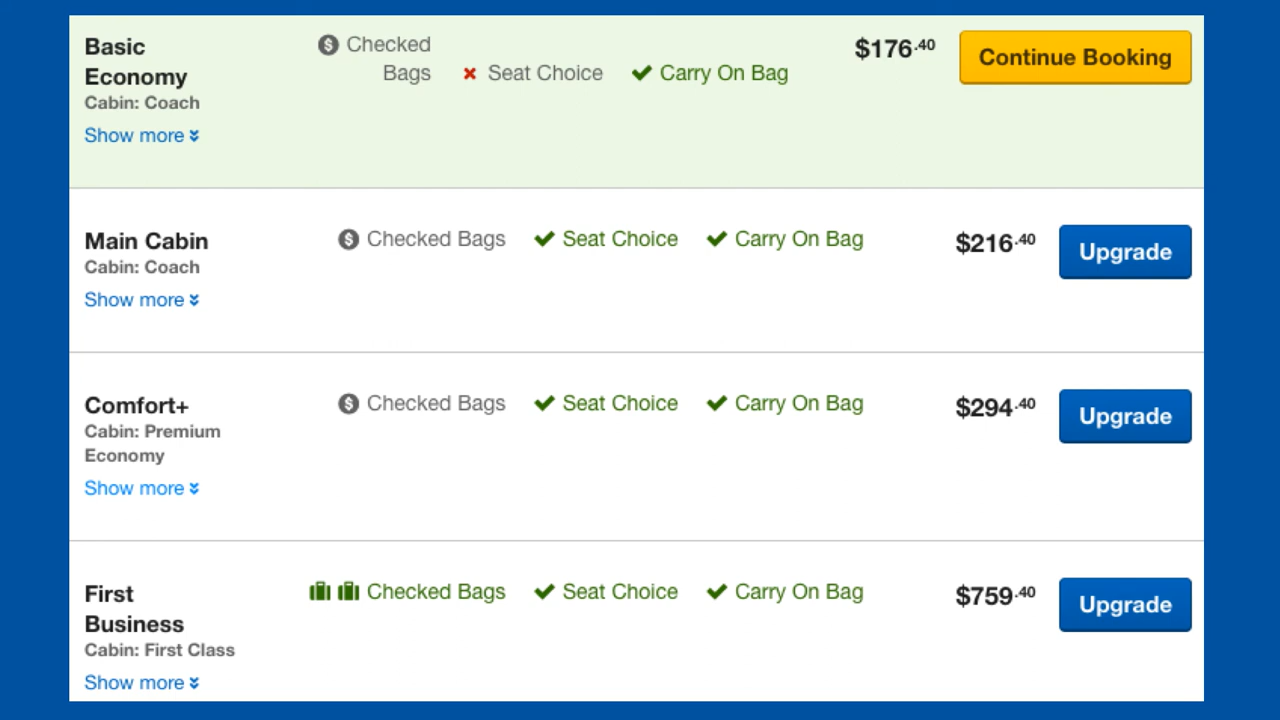 Basic
Economy
Cabin: Coach
Show more
Checked
Bags
Seat Choice
Carry On Bag
$176.40
Continue Booking
Main Cabin
Cabin: Coach
Show more
Checked Bags
Seat Choice
Carry On Bag
$216.40
Upgrade
Comfort+
Cabin: Premium
Economy
Show more
Checked Bags
Seat Choice
Carry On Bag
$294.40
Upgrade
First
Business
Cabin: First Class
Show more
Checked Bags
Seat Choice
Carry On Bag
$759.40
Upgrade